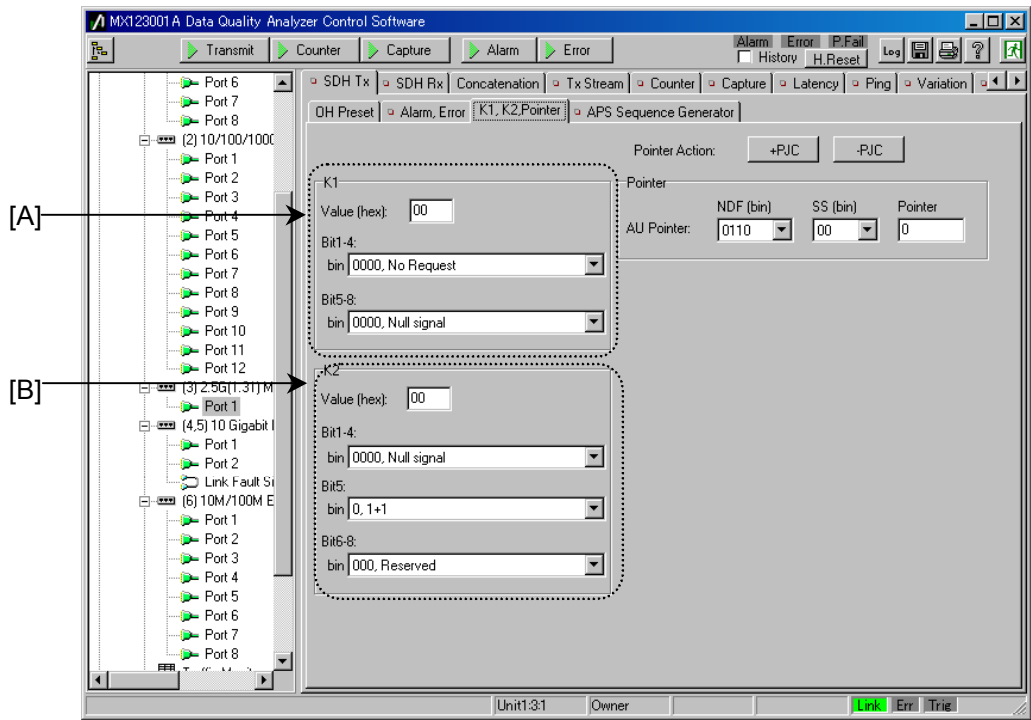 MX123001A Data Quality Analyzer Control Software
Transmit Counter Capture Alarm Error
Alarm Error P.Fail
History H.Reset Log ?
SDH Tx SDH Rx Concatenation Tx Stream Counter Capture Latency Ping Variation
OH Preset Alarm, Error K1, K2,Pointer APS Sequence Generator
Port 6
Port 7
Port 8
(2) 10/100/1000
Port 1
Port 2
Port 3
Port 4
Port 5
Port 6
Port 7
Port 8
Port 9
Port 10
Port 11
Port 12
(3) 2.5G(1.31) M
Port 1
(4,5) 10 Gigabit
Port 1
Port 2
Link Fault Si
(6) 10M/100M E
Port 1
Port 2
Port 3
Port 4
Port 5
Port 6
Port 7
Port 8
[A]
[B]
Pointer Action: +PJC -PJC
K1
Value (hex): 00
Bit1-4:
bin 0000, No Request
Bit5-8:
bin 0000, Null signal
Pointer
NDF (bin) SS (bin) Pointer
AU Pointer: 0110 00 0
K2
Value (hex): 00
Bit1-4:
bin 0000, Null signal
Bit5:
bin 0, 1+1
Bit6-8:
bin 000, Reserved
Unit1:3:1 Owner Link Err Trig